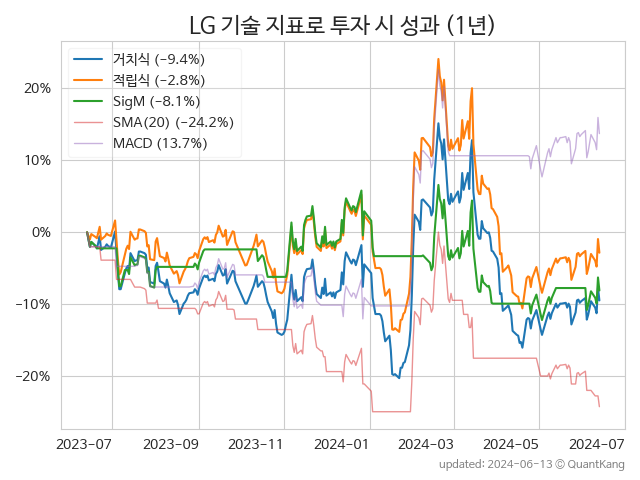 LG 기술 지표로 투자 시 성과 (1년)
거치식 (−9.4%)
적립식 (−2.8%)
SigM (−8.1%)
SMA(20) (−24.2%)
MACD (13.7%)
20%
10%
0%
−10%
−20%
2023-07
2023-09
2023-11
2024-01
2024-03
2024-05
2024-07
updated: 2024-06-13 © QuantKang